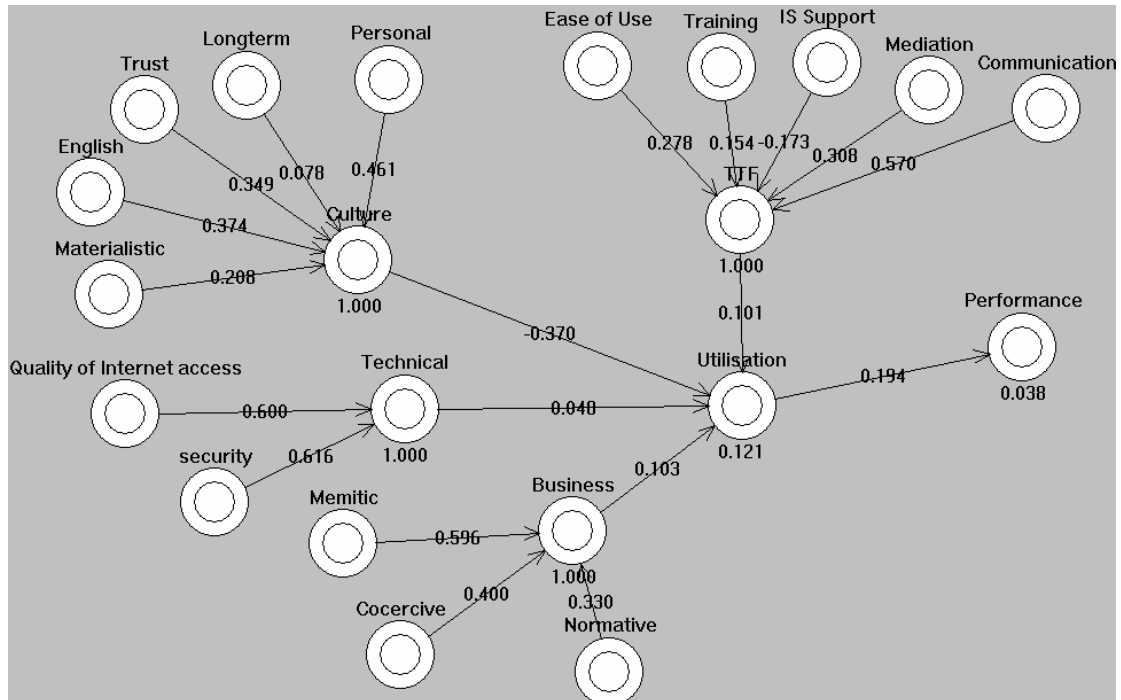 Ease of Use
Training
IS Support
Longterm
Personal
Mediation
Trust
Communication
English
0.278
0.154
-0.173
0.308
0.570
0.078
0.461
0.349
TTF
0.374
Culture
Materialistic
0.208
1.000
1.000
0.101
Performance
-0.370
Quality of Internet access
Technical
Utilisation
0.194
0.038
0.600
0.048
security
1.000
0.121
0.616
0.103
Business
Memitic
0.596
1.000
0.400
0.330
Cocercive
Normative